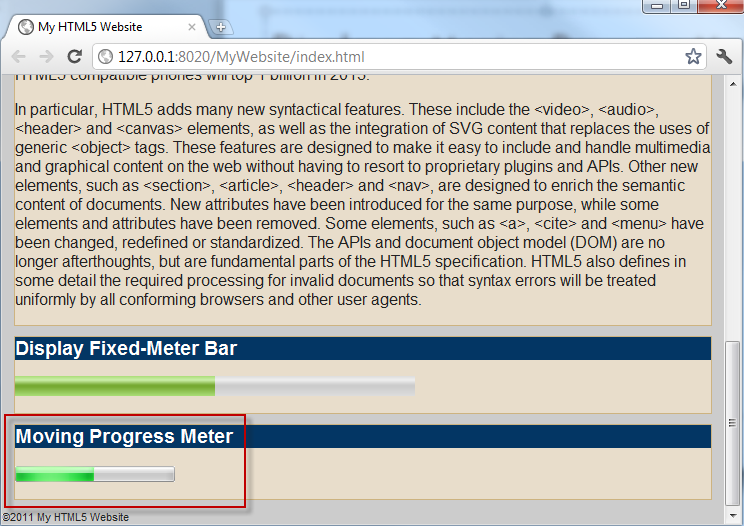 My HTML5 Website
127.0.0.1:8020/MyWebsite/index.html
HTML5 compatible phones will top 1 billion in 2013.
In particular, HTML5 adds many new syntactical features. These include the <video>, <audio>,
<header> and <canvas> elements, as well as the integration of SVG content that replaces the uses of
generic <object> tags. These features are designed to make it easy to include and handle multimedia
and graphical content on the web without having to resort to proprietary plugins and APIs. Other new
elements, such as <section>, <article>, <header> and <nav>, are designed to enrich the semantic
content of documents. New attributes have been introduced for the same purpose, while some
elements and attributes have been removed. Some elements, such as <a>, <cite> and <menu> have
been changed, redefined or standardized. The APIs and document object model (DOM) are no
longer afterthoughts, but are fundamental parts of the HTML5 specification. HTML5 also defines in
some detail the required processing for invalid documents so that syntax errors will be treated
uniformly by all conforming browsers and other user agents.
Display Fixed-Meter Bar
Moving Progress Meter
©2011 My HTML5 Website